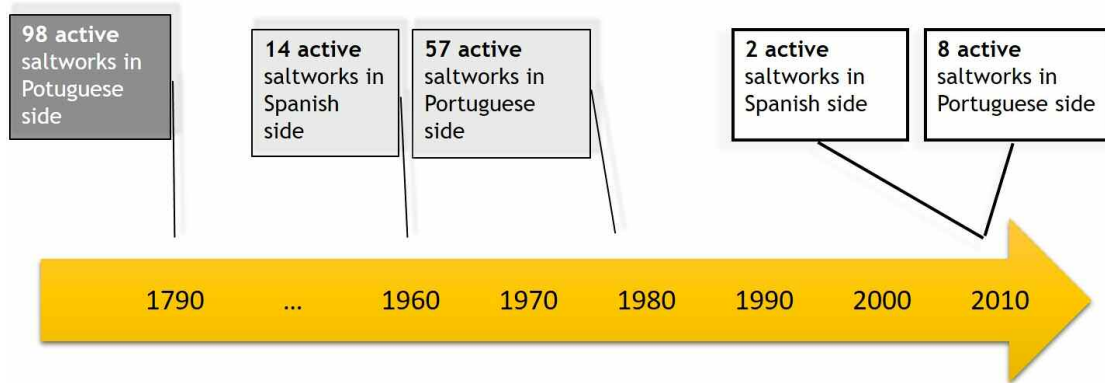 98 active
saltworks in
Potuguese
side
14 active
saltworks in
Spanish
side
57 active
saltworks in
Portuguese
side
2 active
saltworks in
Spanish side
8 active
saltworks in
Portuguese side
1790 ... 1960 1970 1980 1990 2000 2010